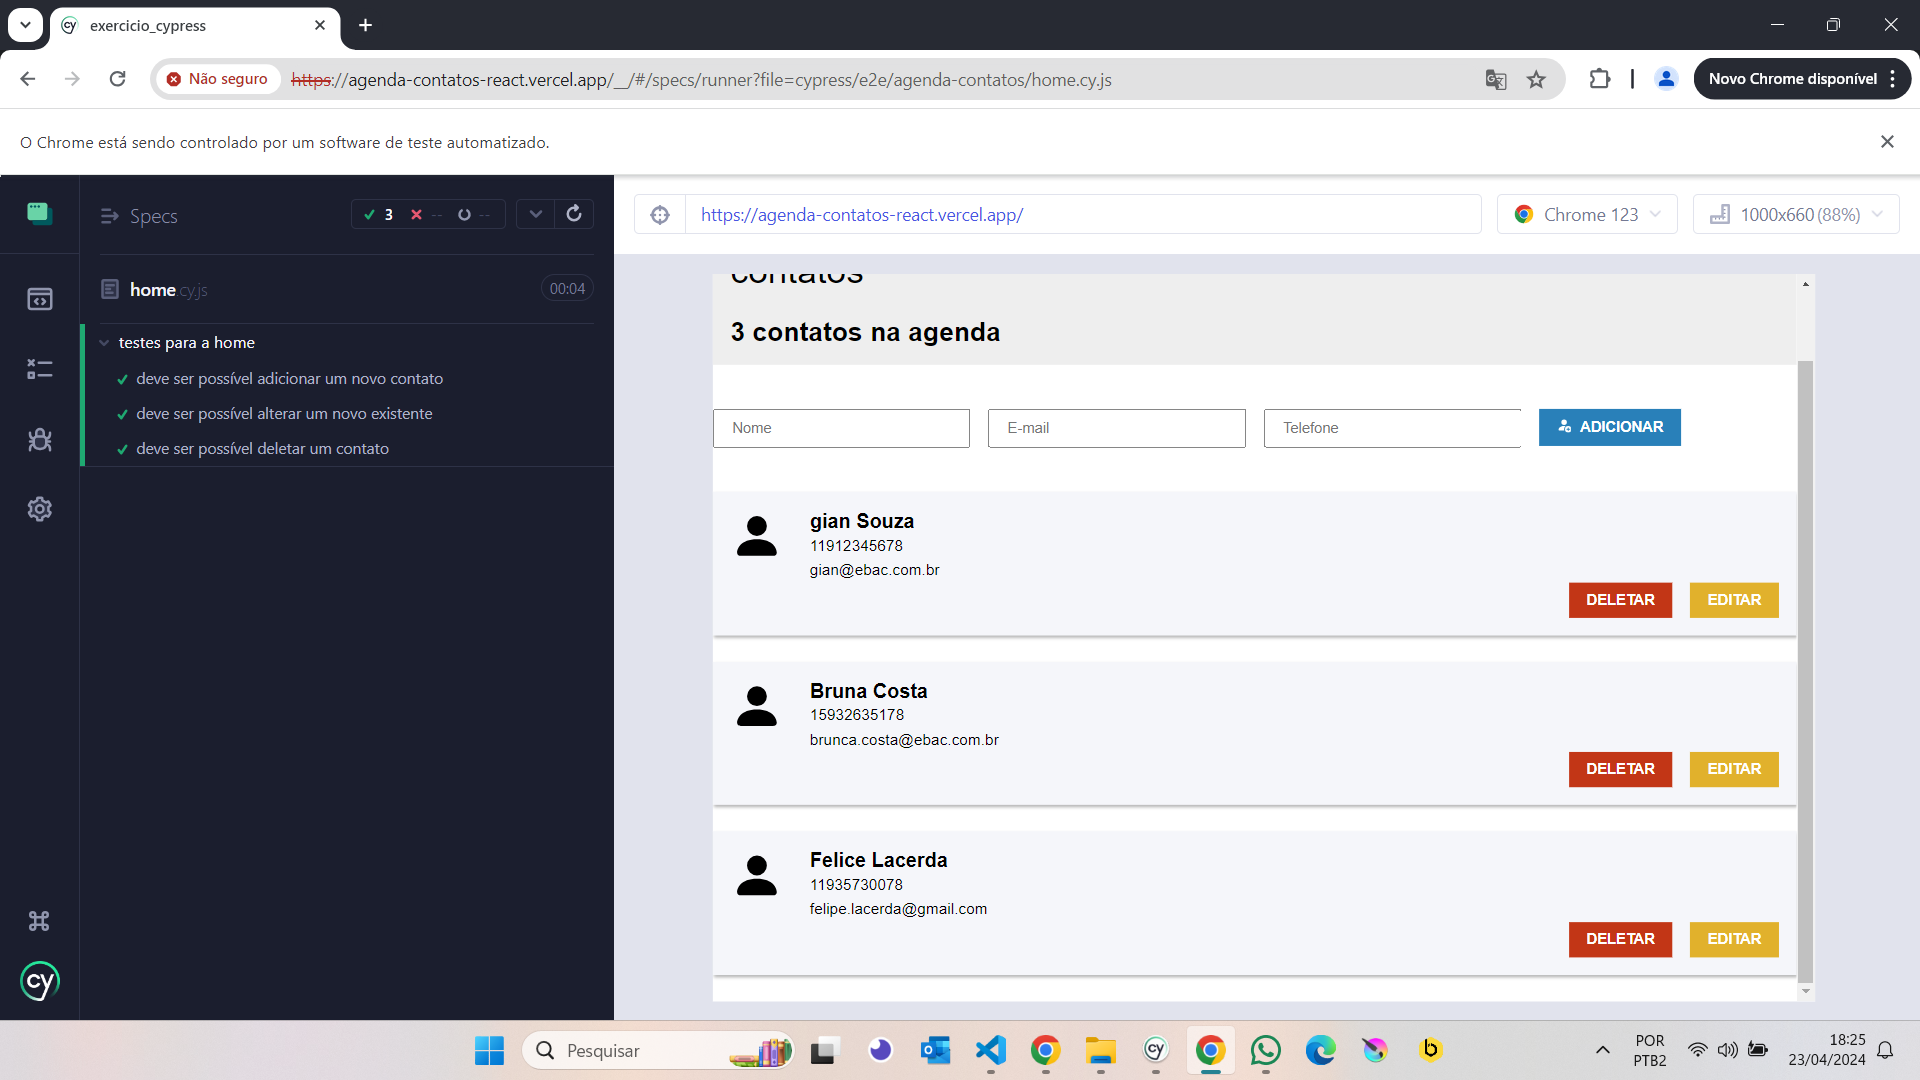 exercicio_cypress
Não seguro
https://agenda-contatos-react.vercel.app/__/#/specs/runner?file=cypress/e2e/agenda-contatos/home.cy.js
Novo Chrome disponível
O Chrome está sendo controlado por um software de teste automatizado.
Specs
3
--
--
https://agenda-contatos-react.vercel.app/
Chrome 123
1000x660 (88%)
home.cy.js
00:04
testes para a home
deve ser possível adicionar um novo contato
deve ser possível alterar um novo existente
deve ser possível deletar um contato
contatos
3 contatos na agenda
Nome
E-mail
Telefone
ADICIONAR
gian Souza
11912345678
gian@ebac.com.br
DELETAR
EDITAR
Bruna Costa
15932635178
brunca.costa@ebac.com.br
DELETAR
EDITAR
Felice Lacerda
11935730078
felipe.lacerda@gmail.com
DELETAR
EDITAR
cy
Pesquisar
POR
PTB2
18:25
23/04/2024